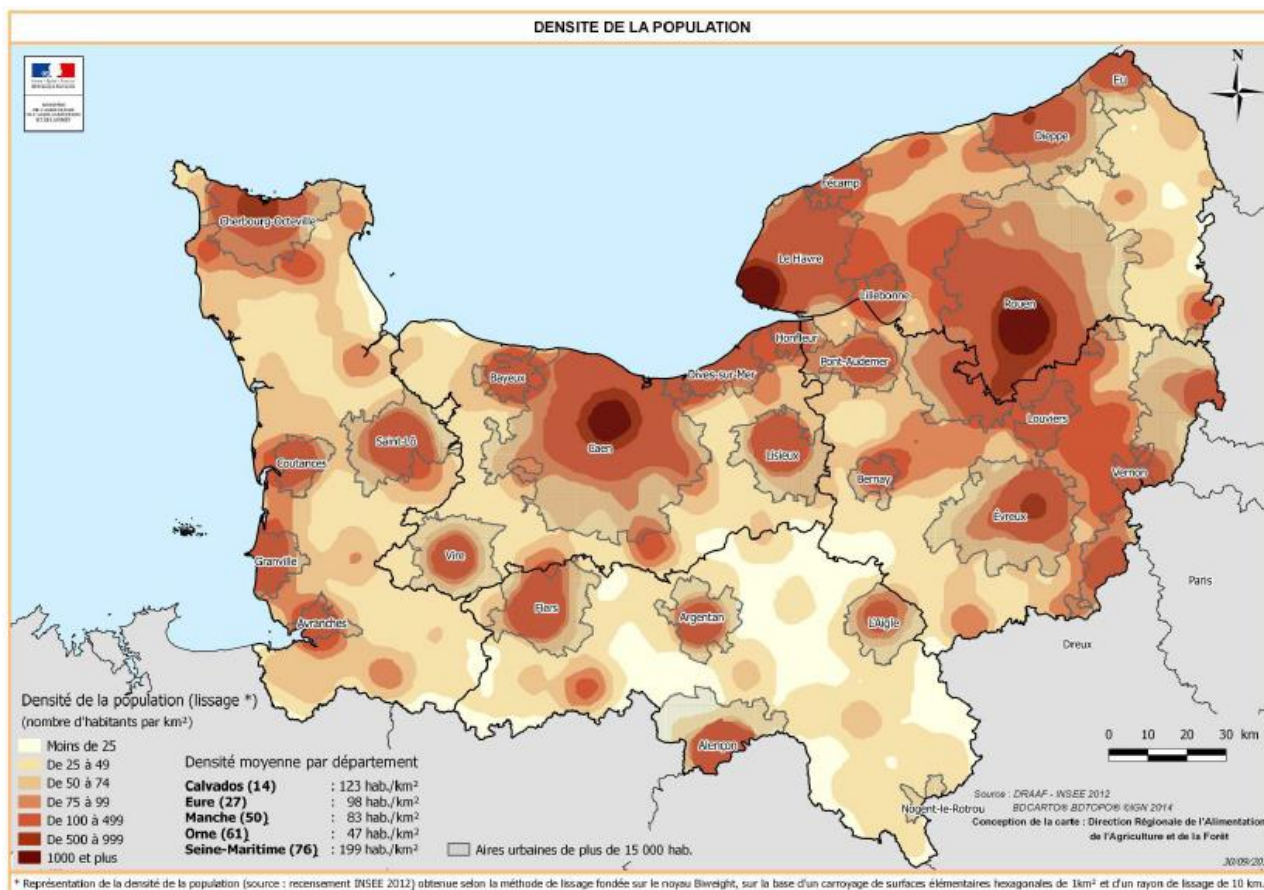 DENSITE DE LA POPULATION
N
Eu
Dieppe
Fécamp
Cherbourg-Octeville
Le Havre
Lillebonne
Rouen
Honfleur
Pont-Audemer
Dives-sur-Mer
Bayeux
Louviers
Saint-Lô
Caen
Lisieux
Coutances
Bernay
Vernon
Évreux
Vire
Granville
Paris
Flers
Argentan
L'Aigle
Avranches
Dreux
Alençon
Nogent-le-Rotrou
Densité de la population (lissage *)
(nombre d'habitants par km²)
Moins de 25
De 25 à 49
De 50 à 74
De 75 à 99
De 100 à 499
De 500 à 999
1000 et plus
Densité moyenne par département
Calvados (14) : 123 hab./km²
Eure (27) : 98 hab./km²
Manche (50) : 83 hab./km²
Orne (61) : 47 hab./km²
Seine-Maritime (76) : 199 hab./km²
Aires urbaines de plus de 15 000 hab.
0 10 20 30 km
Source : DRAAF - INSEE 2012
BDCARTO® BDTOPO® ©IGN 2014
Conception de la carte : Direction Régionale de l'Alimentation
de l'Agriculture et de la Forêt
30/09/20
* Représentation de la densité de la population (source : recensement INSEE 2012) obtenue selon la méthode de lissage fondée sur le noyau Biweight, sur la base d'un carroyage de surfaces élémentaires hexagonales de 1km² et d'un rayon de lissage de 10 km.